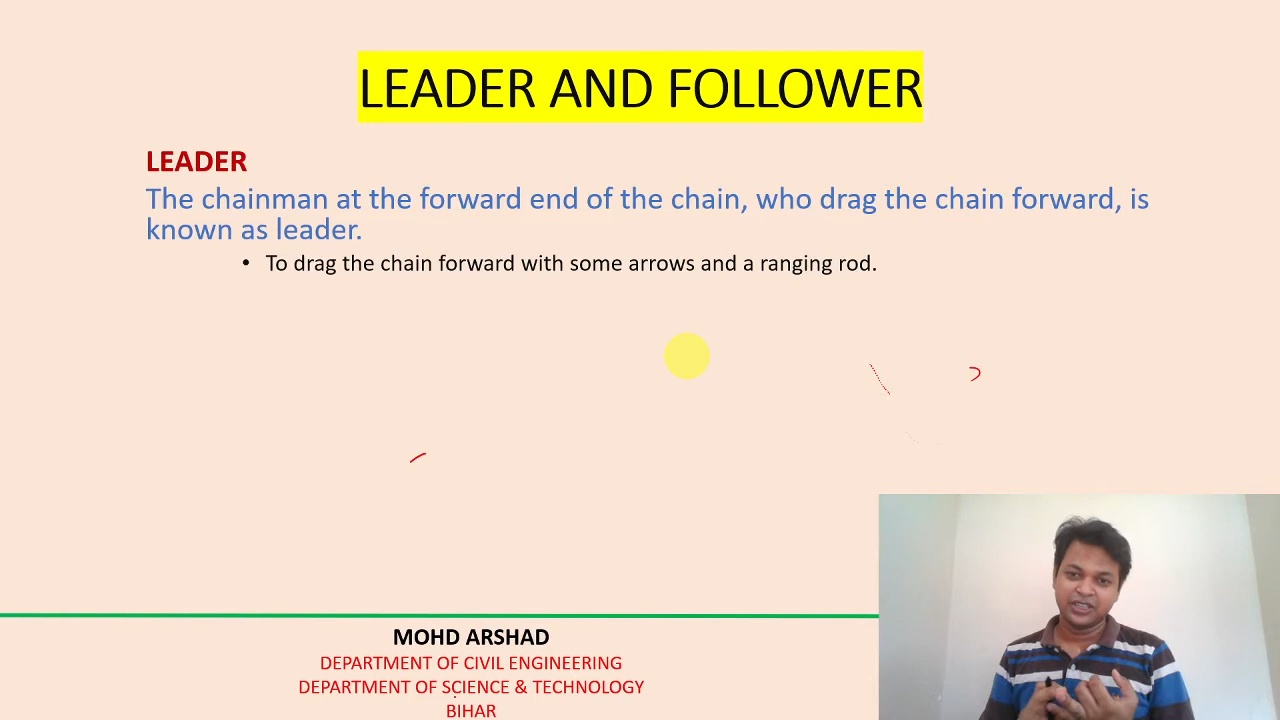 LEADER AND FOLLOWER
LEADER
The chainman at the forward end of the chain, who drag the chain forward, is
known as leader.
• To drag the chain forward with some arrows and a ranging rod.
MOHD ARSHAD
DEPARTMENT OF CIVIL ENGINEERING
DEPARTMENT OF SCIENCE & TECHNOLOGY
BIHAR